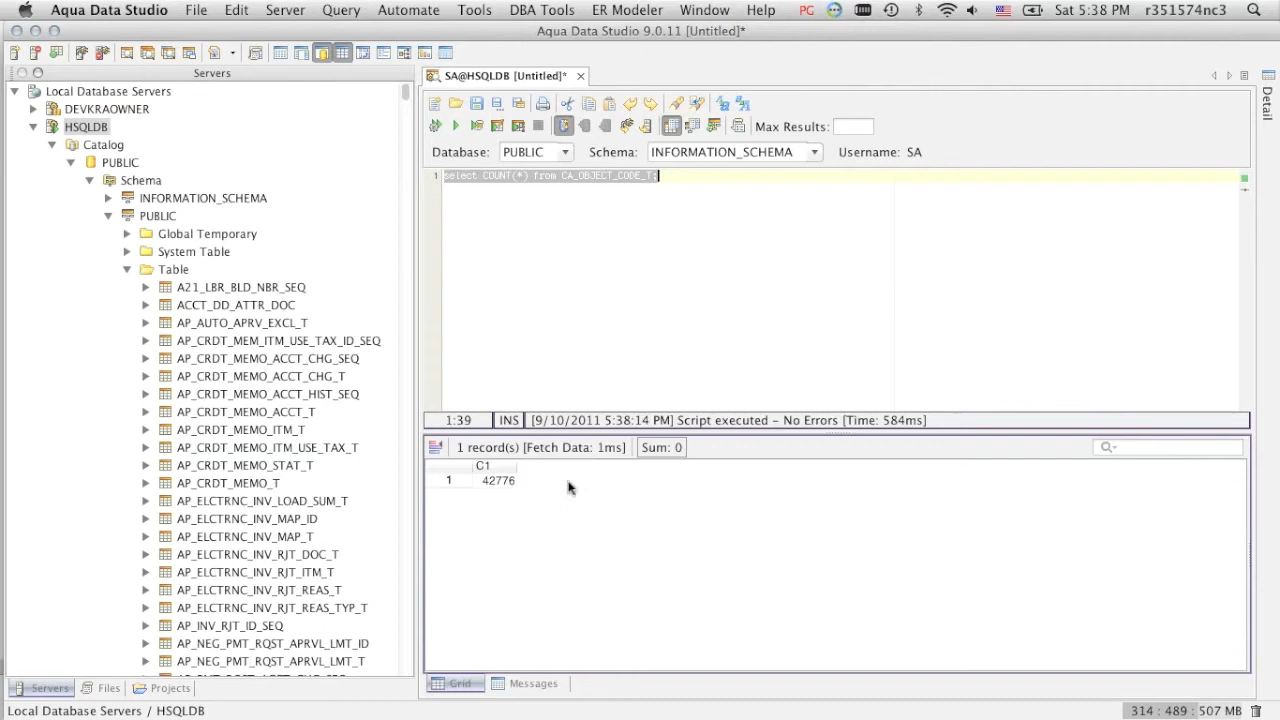 Aqua Data Studio File Edit Server Query Automate Tools DBA Tools ER Modeler Window Help PG Sat 5:38 PM r351574nc3
Aqua Data Studio 9.0.11 [Untitled]*
Servers
Local Database Servers
DEVKRAOWNER
HSQLDB
Catalog
PUBLIC
Schema
INFORMATION_SCHEMA
PUBLIC
Global Temporary
System Table
Table
A21_LBR_BLD_NBR_SEQ
ACCT_DD_ATTR_DOC
AP_AUTO_APRV_EXCL_T
AP_CRDT_MEM_ITM_USE_TAX_ID_SEQ
AP_CRDT_MEMO_ACCT_CHG_SEQ
AP_CRDT_MEMO_ACCT_CHG_T
AP_CRDT_MEMO_ACCT_HIST_SEQ
AP_CRDT_MEMO_ACCT_T
AP_CRDT_MEMO_ITM_T
AP_CRDT_MEMO_ITM_USE_TAX_T
AP_CRDT_MEMO_STAT_T
AP_CRDT_MEMO_T
AP_ELCTRNC_INV_LOAD_SUM_T
AP_ELCTRNC_INV_MAP_ID
AP_ELCTRNC_INV_MAP_T
AP_ELCTRNC_INV_RJT_DOC_T
AP_ELCTRNC_INV_RJT_ITM_T
AP_ELCTRNC_INV_RJT_REAS_T
AP_ELCTRNC_INV_RJT_REAS_TYP_T
AP_INV_RJT_ID_SEQ
AP_NEG_PMT_RQST_APRVL_LMT_ID
AP_NEG_PMT_RQST_APRVL_LMT_T
Servers Files Projects
SA@HSQLDB [Untitled]*
Max Results:
Database: PUBLIC Schema: INFORMATION_SCHEMA Username: SA
1 select COUNT(*) from CA_OBJECT_CODE_T;
1:39 INS [9/10/2011 5:38:14 PM] Script executed - No Errors [Time: 584ms]
1 record(s) [Fetch Data: 1ms] Sum: 0
C1
1 42776
Grid Messages
Detail
Local Database Servers / HSQLDB
314 : 489 : 507 MB